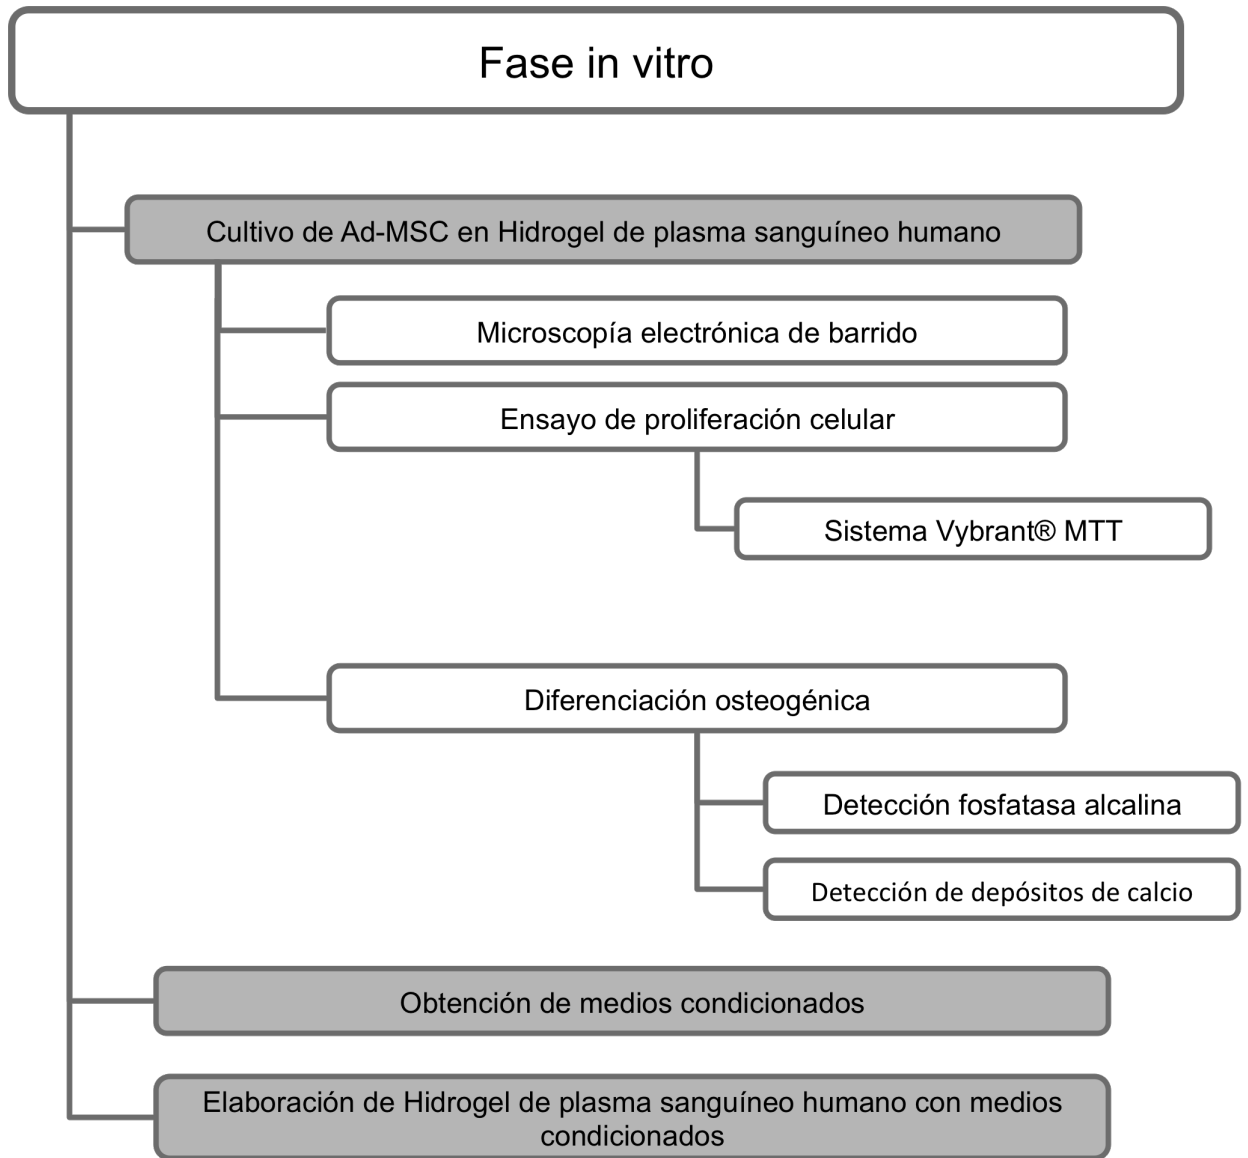 Fase in vitro
Cultivo de Ad-MSC en Hidrogel de plasma sanguíneo humano
Microscopía electrónica de barrido
Ensayo de proliferación celular
Sistema Vybrant® MTT
Diferenciación osteogénica
Detección fosfatasa alcalina
Detección de depósitos de calcio
Obtención de medios condicionados
Elaboración de Hidrogel de plasma sanguíneo humano con medios
condicionados